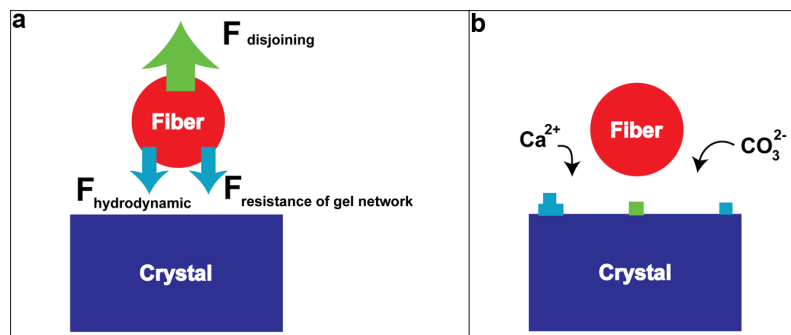 a
F disjoining
Fiber
F hydrodynamic
F resistance of gel network
Crystal
b
Ca2+
Fiber
CO32-
Crystal